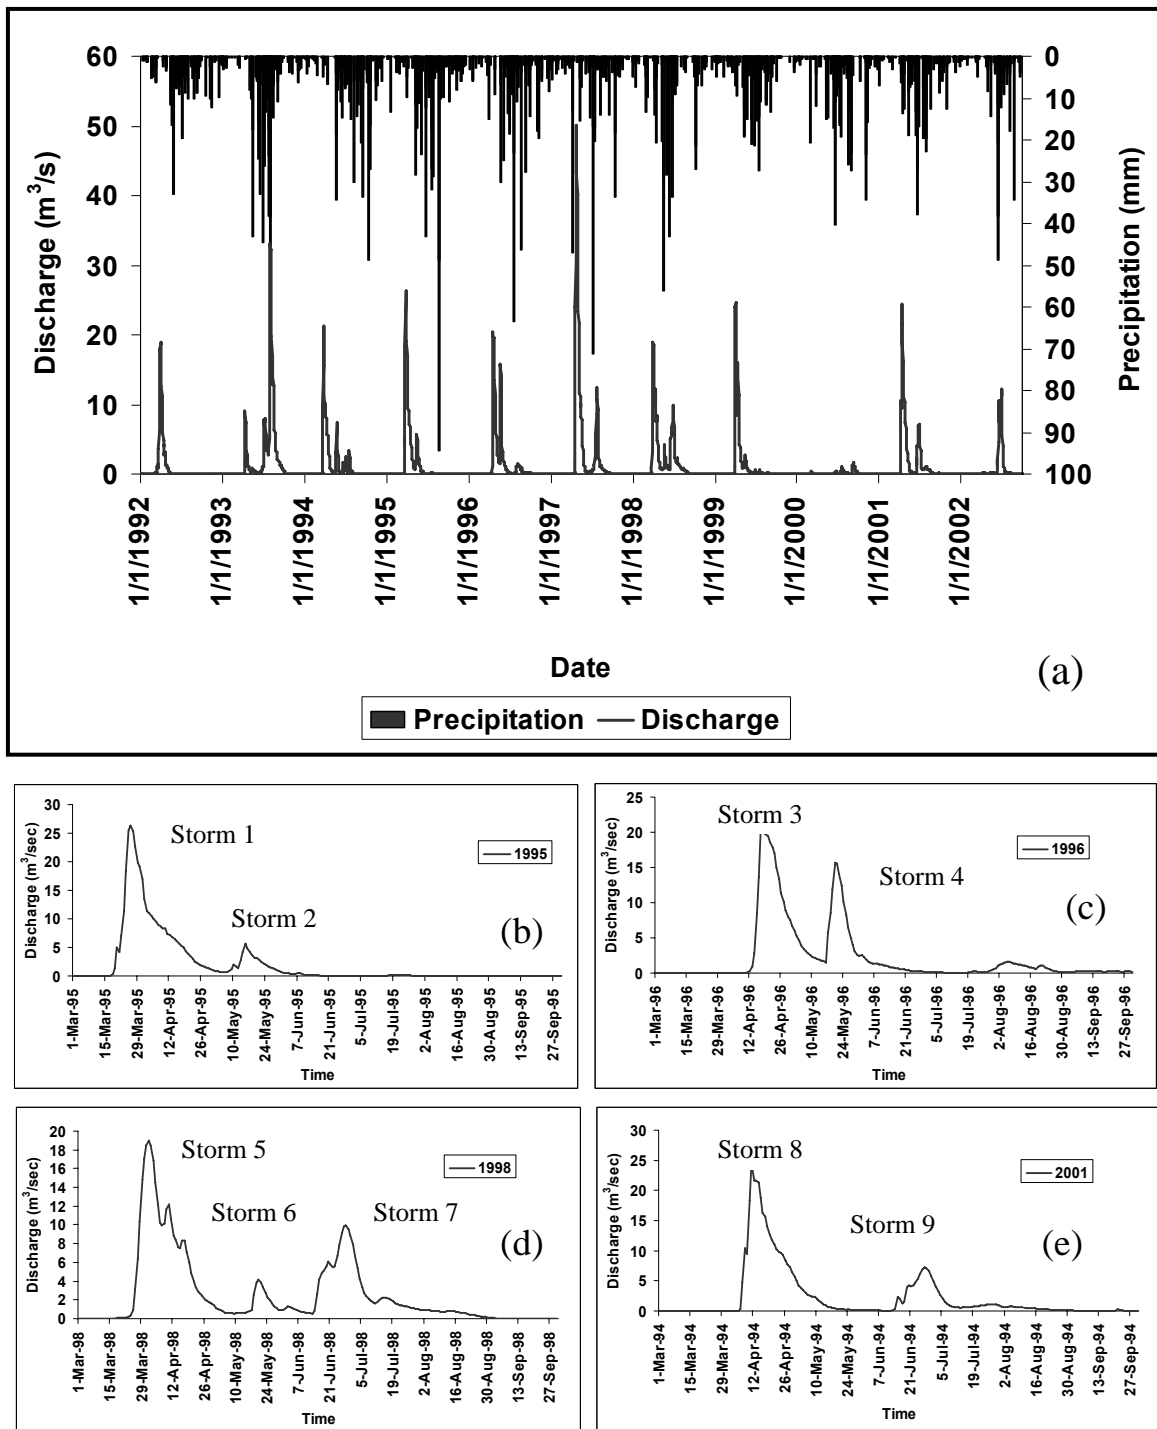 60
50
40
30
20
10
0
Discharge (m³/s)
0
10
20
30
40
50
60
70
80
90
100
Precipitation (mm)
1/1/1992
1/1/1993
1/1/1994
1/1/1995
1/1/1996
1/1/1997
1/1/1998
1/1/1999
1/1/2000
1/1/2001
1/1/2002
Date
(a)
Precipitation
Discharge
30
25
20
15
10
5
0
Discharge (m³/sec)
Storm 1
Storm 2
1995
(b)
1-Mar-95
15-Mar-95
29-Mar-95
12-Apr-95
26-Apr-95
10-May-95
24-May-95
7-Jun-95
21-Jun-95
5-Jul-95
19-Jul-95
2-Aug-95
16-Aug-95
30-Aug-95
13-Sep-95
27-Sep-95
Time
25
20
15
10
5
0
Discharge (m³/sec)
Storm 3
Storm 4
1996
(c)
1-Mar-96
15-Mar-96
29-Mar-96
12-Apr-96
26-Apr-96
10-May-96
24-May-96
7-Jun-96
21-Jun-96
5-Jul-96
19-Jul-96
2-Aug-96
16-Aug-96
30-Aug-96
13-Sep-96
27-Sep-96
Time
20
18
16
14
12
10
8
6
4
2
0
Discharge (m³/sec)
Storm 5
Storm 6
Storm 7
1998
(d)
1-Mar-98
15-Mar-98
29-Mar-98
12-Apr-98
26-Apr-98
10-May-98
24-May-98
7-Jun-98
21-Jun-98
5-Jul-98
19-Jul-98
2-Aug-98
16-Aug-98
30-Aug-98
13-Sep-98
27-Sep-98
Time
30
25
20
15
10
5
0
Discharge (m³/sec)
Storm 8
Storm 9
2001
(e)
1-Mar-94
15-Mar-94
29-Mar-94
12-Apr-94
26-Apr-94
10-May-94
24-May-94
7-Jun-94
21-Jun-94
5-Jul-94
19-Jul-94
2-Aug-94
16-Aug-94
30-Aug-94
13-Sep-94
27-Sep-94
Time